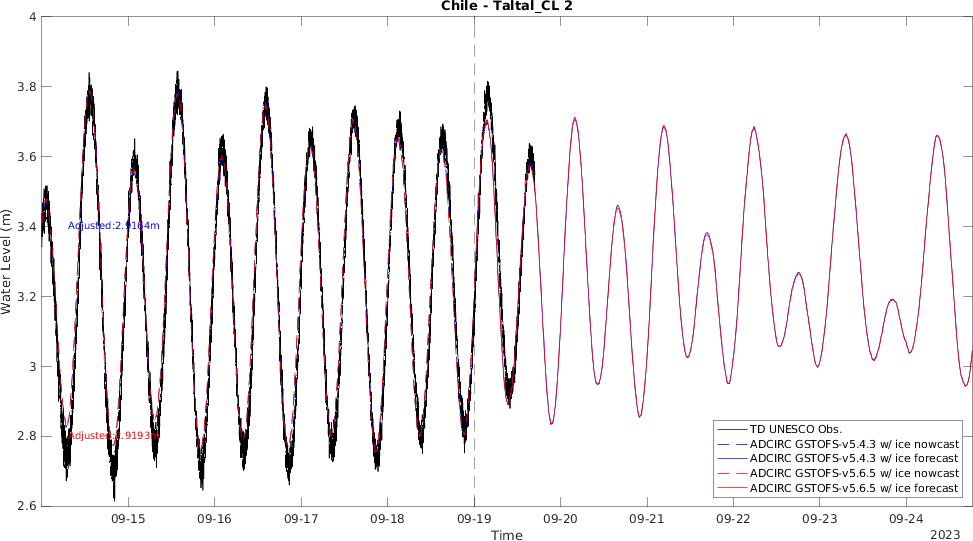 Chile - Taltal_CL 2
Water Level (m)
4
3.8
3.6
3.4
3.2
3
2.8
2.6
Adjusted:2.9164m
Adjusted:2.9193m
TD UNESCO Obs.
ADCIRC GSTOFS-v5.4.3 w/ ice nowcast
ADCIRC GSTOFS-v5.4.3 w/ ice forecast
ADCIRC GSTOFS-v5.6.5 w/ ice nowcast
ADCIRC GSTOFS-v5.6.5 w/ ice forecast
09-15 09-16 09-17 09-18 09-19 09-20 09-21 09-22 09-23 09-24
Time
2023